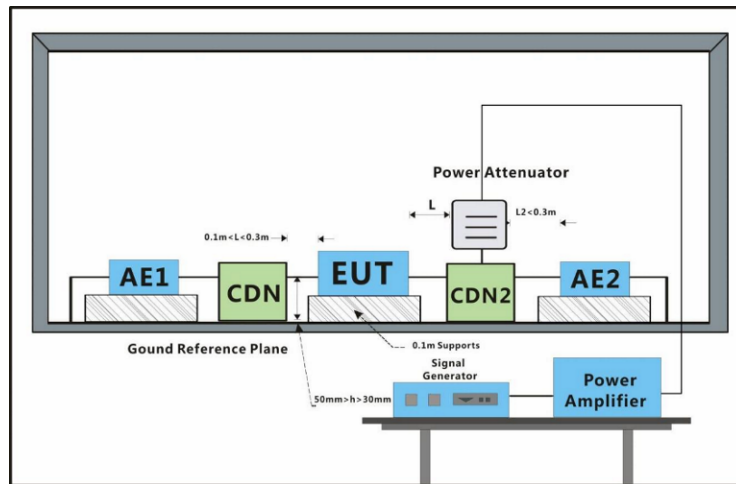 Power Attenuator
L
L2<0.3m
0.1m<L<0.3m
AE1
CDN
EUT
CDN2
AE2
Gound Reference Plane
0.1m Supports
50mm>h>30mm
Signal
Generator
Power
Amplifier